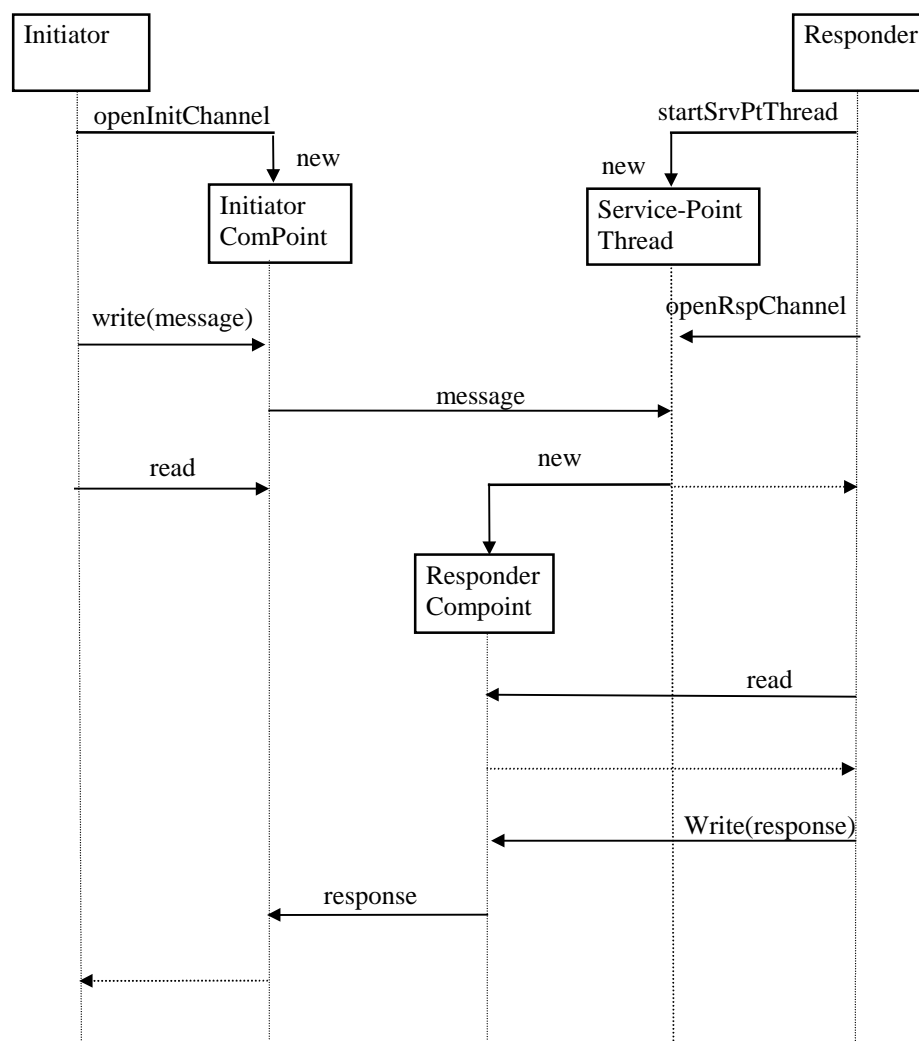 Initiator
Responder
openInitChannel
startSrvPtThread
new
new
Initiator
ComPoint
Service-Point
Thread
openRspChannel
write(message)
message
read
new
Responder
Compoint
read
Write(response)
response